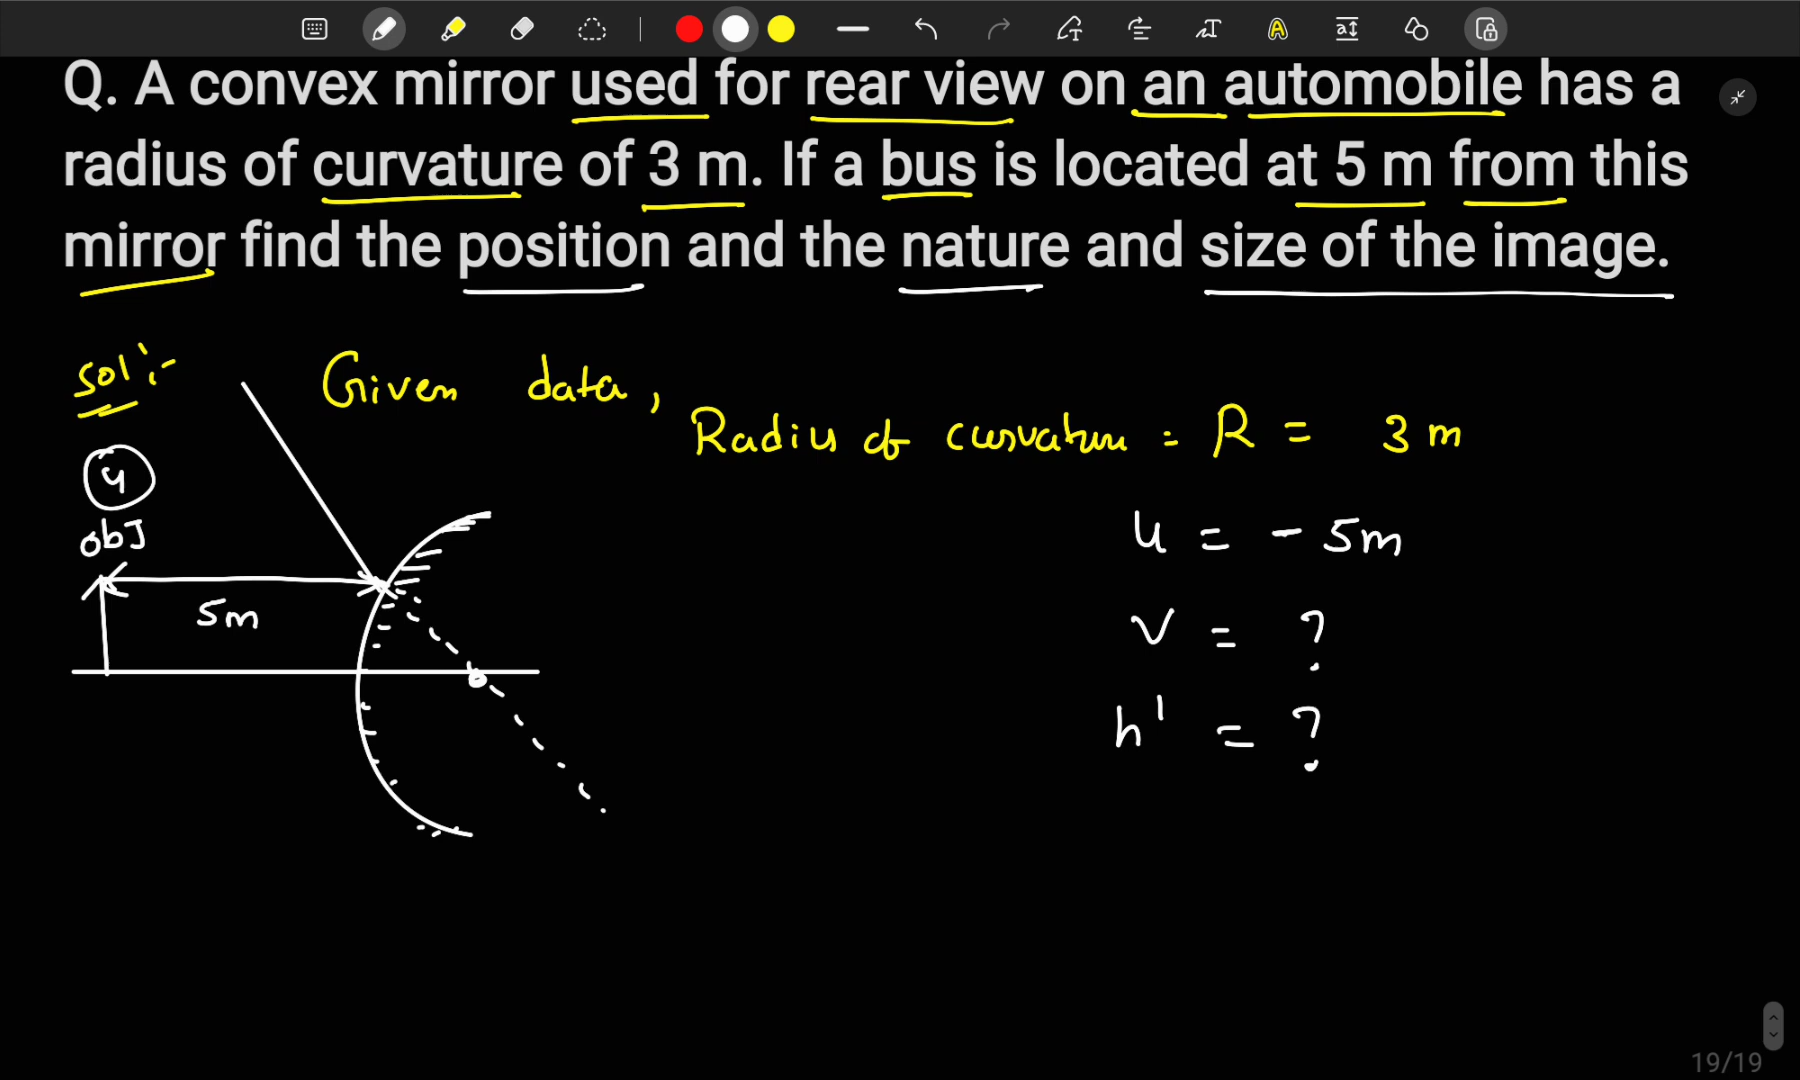 Q. A convex mirror used for rear view on an automobile has a
radius of curvature of 3 m. If a bus is located at 5 m from this
mirror find the position and the nature and size of the image.
Sol:-
Given data,
Radius of curvature = R = 3 m
4
obj
5m
u = - 5m
v = ?
h' = ?
19/19